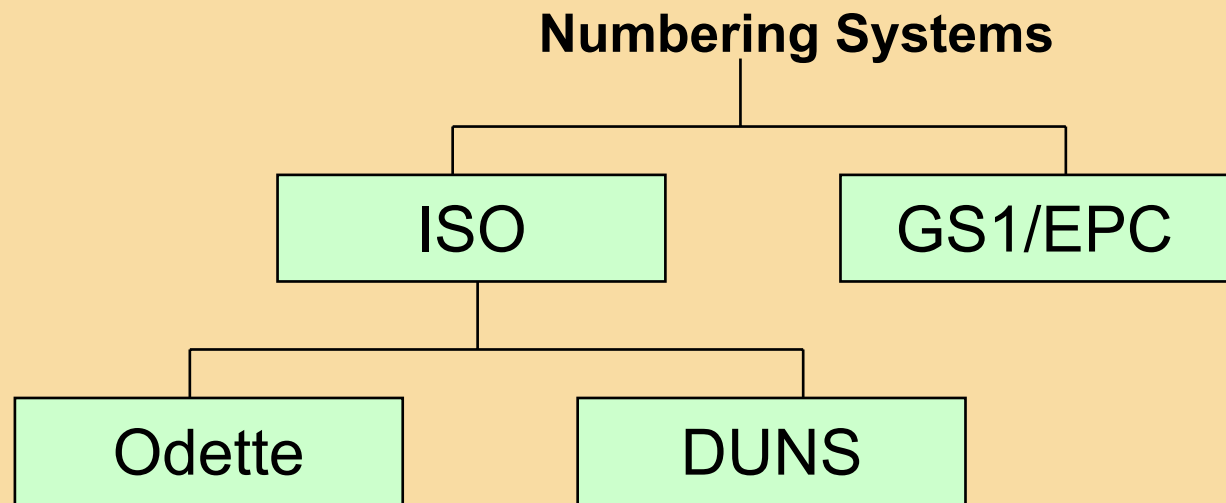 Numbering Systems
ISO
GS1/EPC
Odette
DUNS